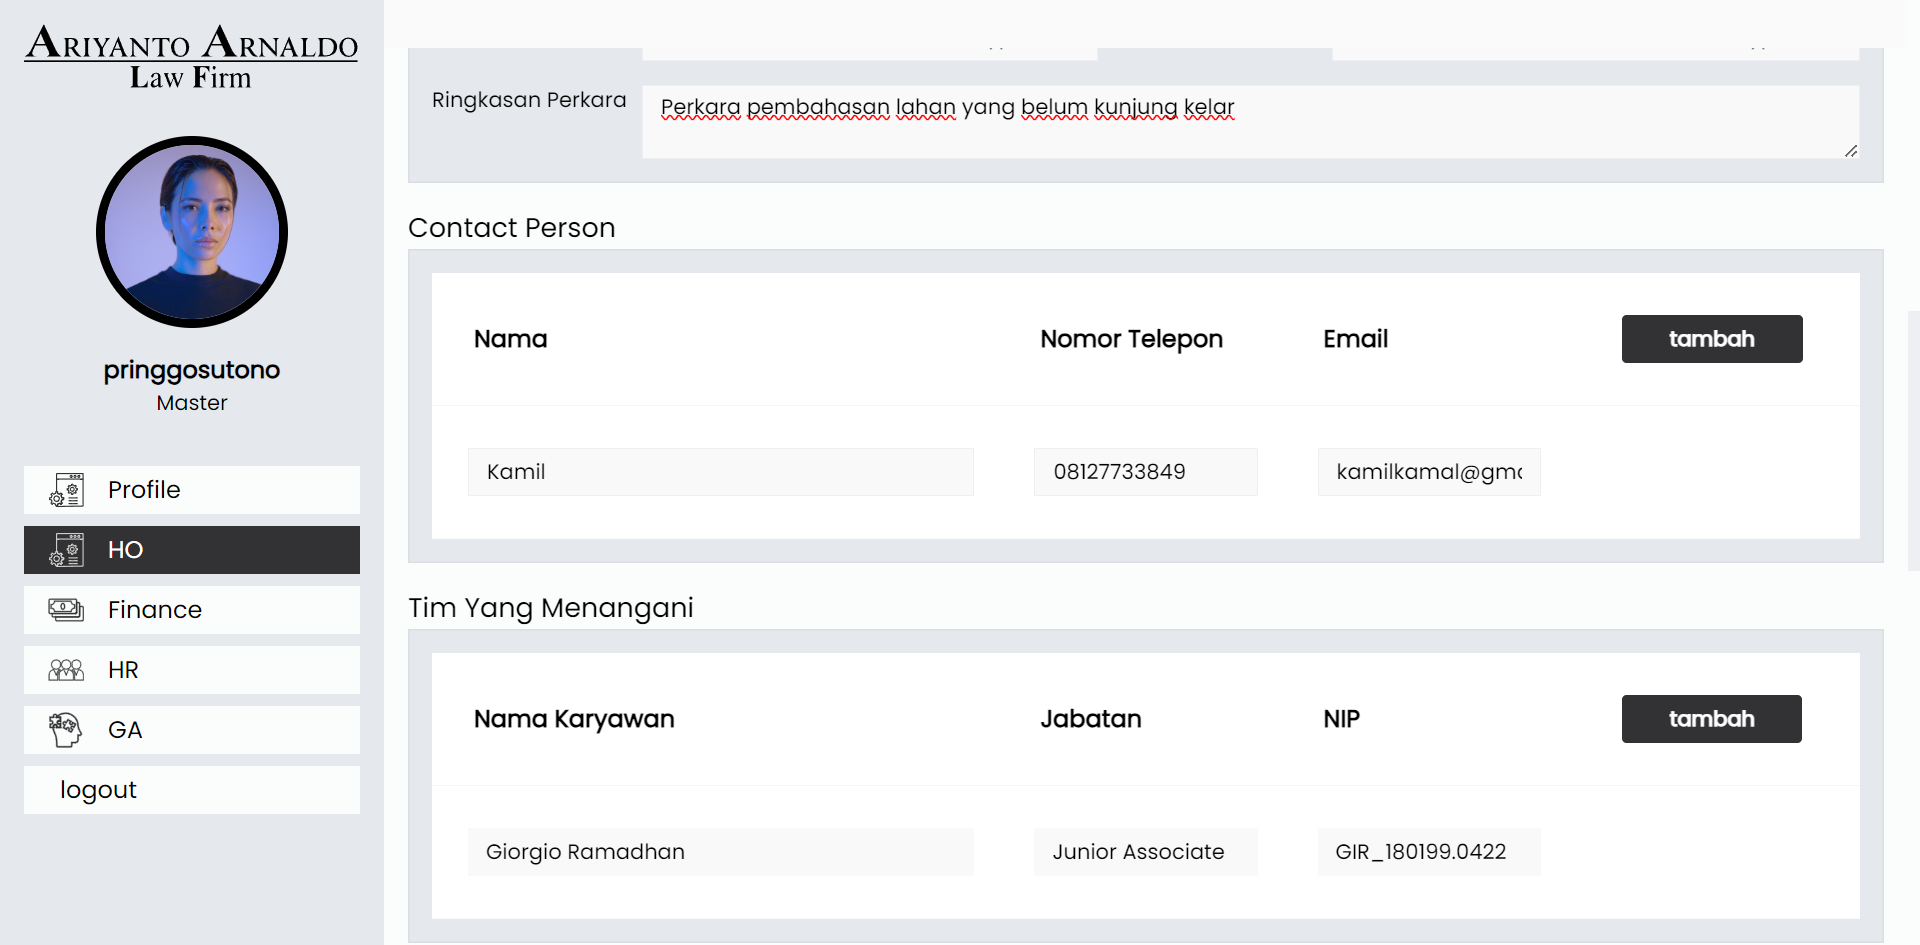 ARIYANTO ARNALDO
Law Firm
pringgosutono
Master
Profile
HO
Finance
HR
GA
logout
Ringkasan Perkara
Perkara pembahasan lahan yang belum kunjung kelar
Contact Person
Nama Nomor Telepon Email tambah
Kamil 08127733849 kamilkamal@gm
Tim Yang Menangani
Nama Karyawan Jabatan NIP tambah
Giorgio Ramadhan Junior Associate GIR_180199.0422